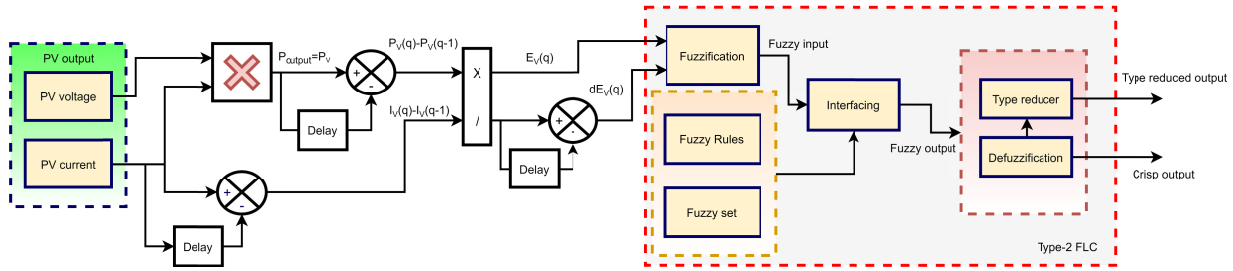 PV output
PV voltage
PV current
Delay
P_output=P_V
Delay
P_V(q)-P_V(q-1)
I_V(q)-I_V(q-1)
X
/
E_V(q)
dE_V(q)
Delay
Fuzzification
Fuzzy input
Fuzzy Rules
Fuzzy set
Interfacing
Fuzzy output
Type reducer
Defuzzification
Type reduced output
Crisp output
Type-2 FLC
+
-
+
-
+
-